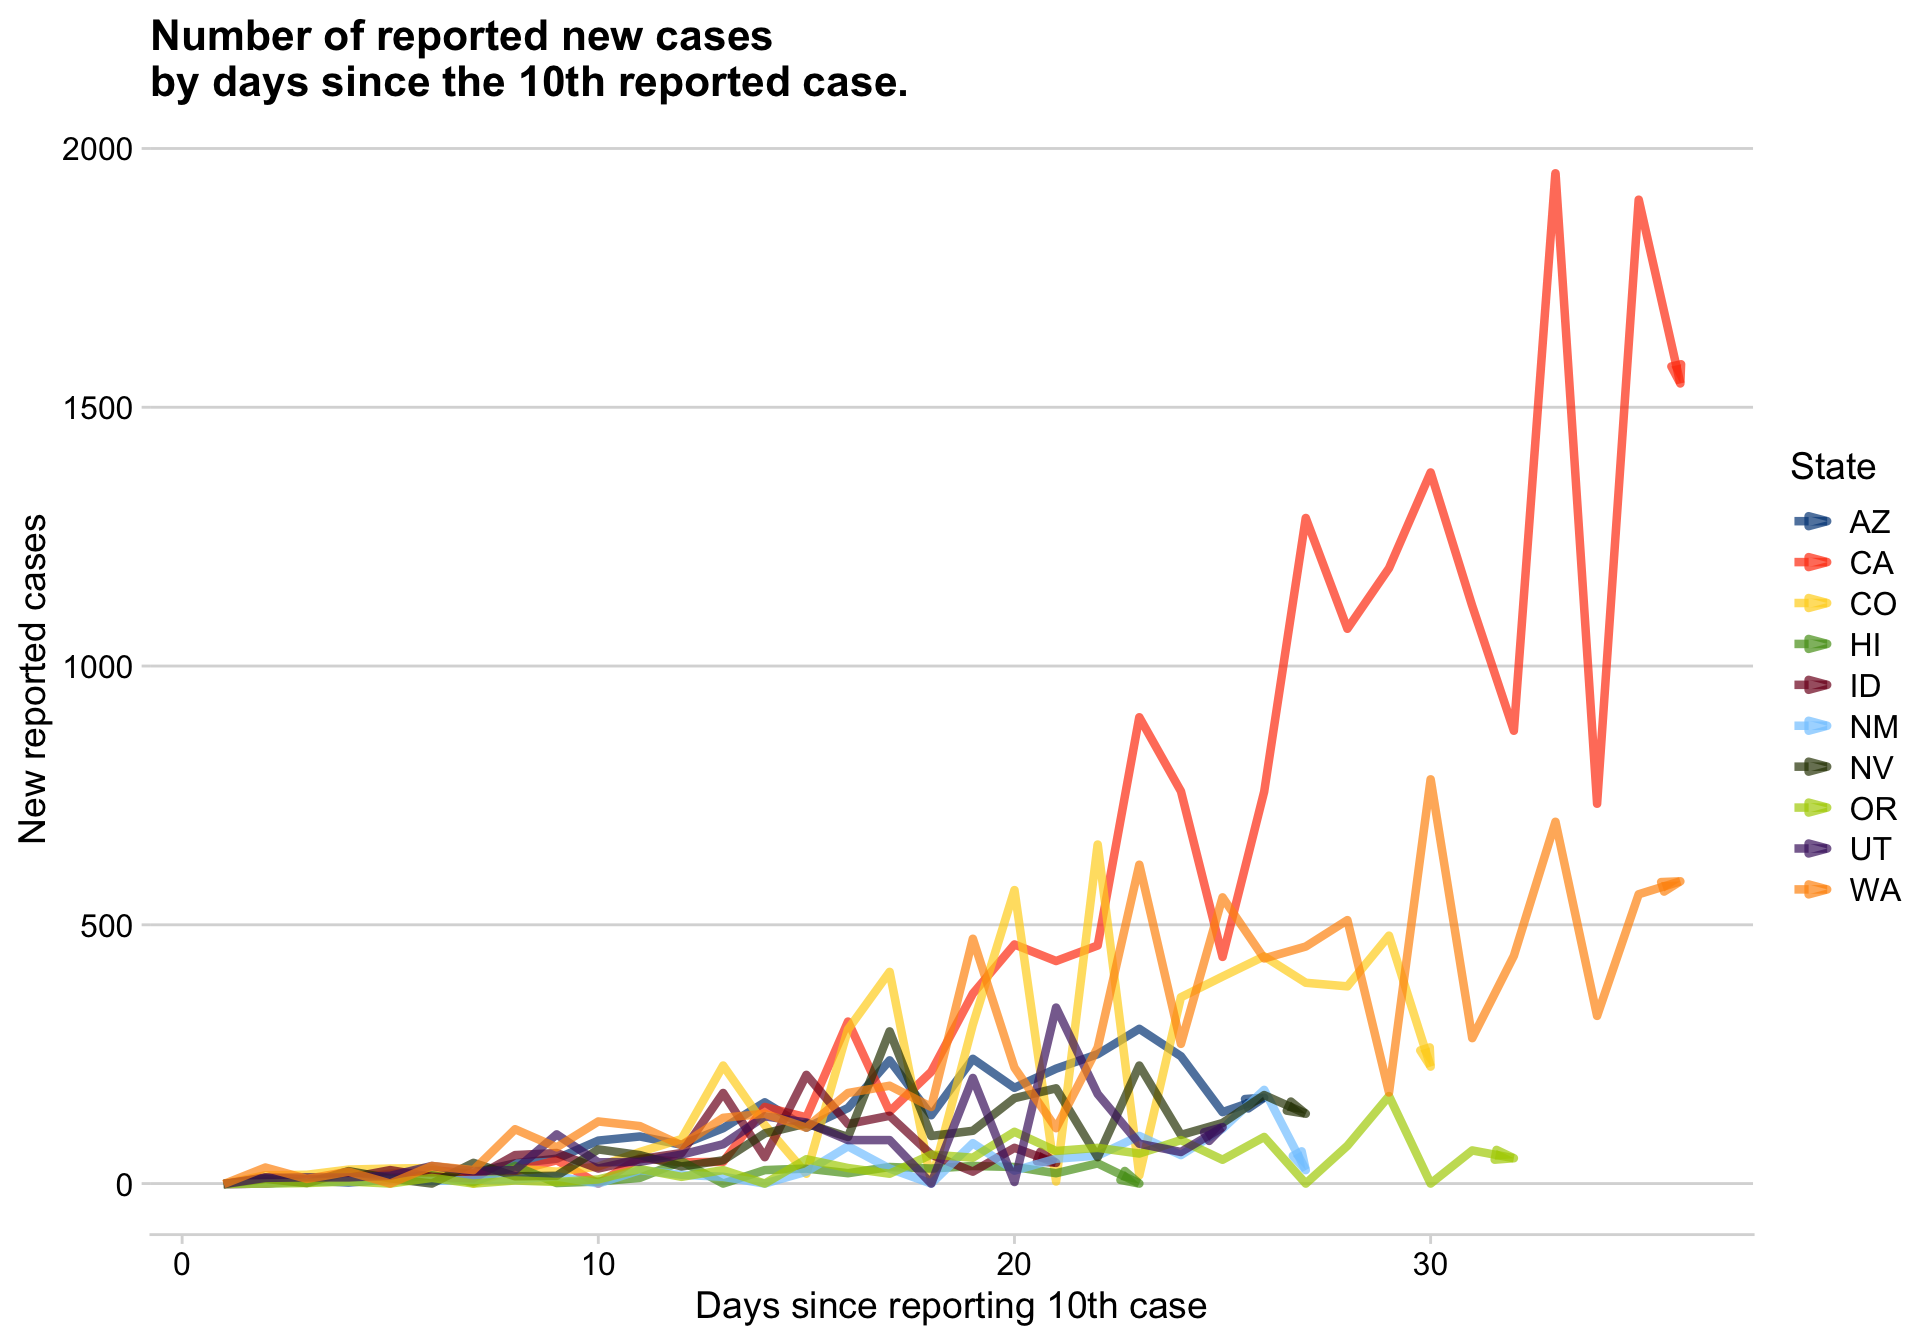 Number of reported new cases
by days since the 10th reported case.
2000
1500
1000
500
0
New reported cases
0 10 20 30
Days since reporting 10th case
State
AZ
CA
CO
HI
ID
NM
NV
OR
UT
WA